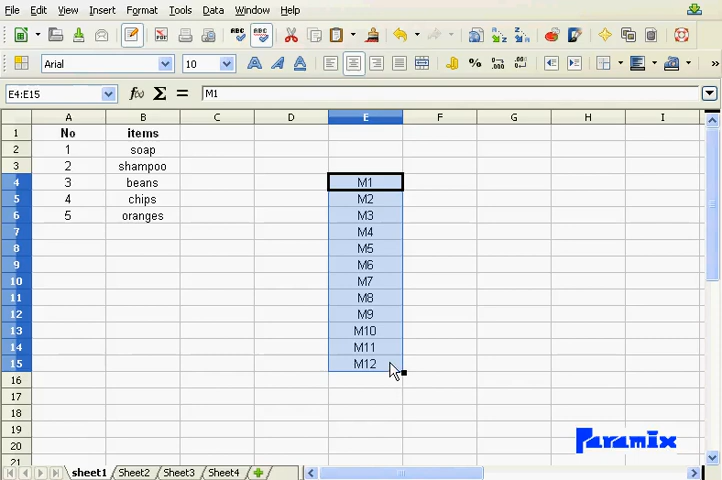 File Edit View Insert Format Tools Data Window Help
Arial 10
E4:E15 M1
A B C D E F G H I
1 No items
2 1 soap
3 2 shampoo
4 3 beans M1
5 4 chips M2
6 5 oranges M3
7 M4
8 M5
9 M6
10 M7
11 M8
12 M9
13 M10
14 M11
15 M12
16
17
18
19
20
21
Paramix
sheet1 Sheet2 Sheet3 Sheet4